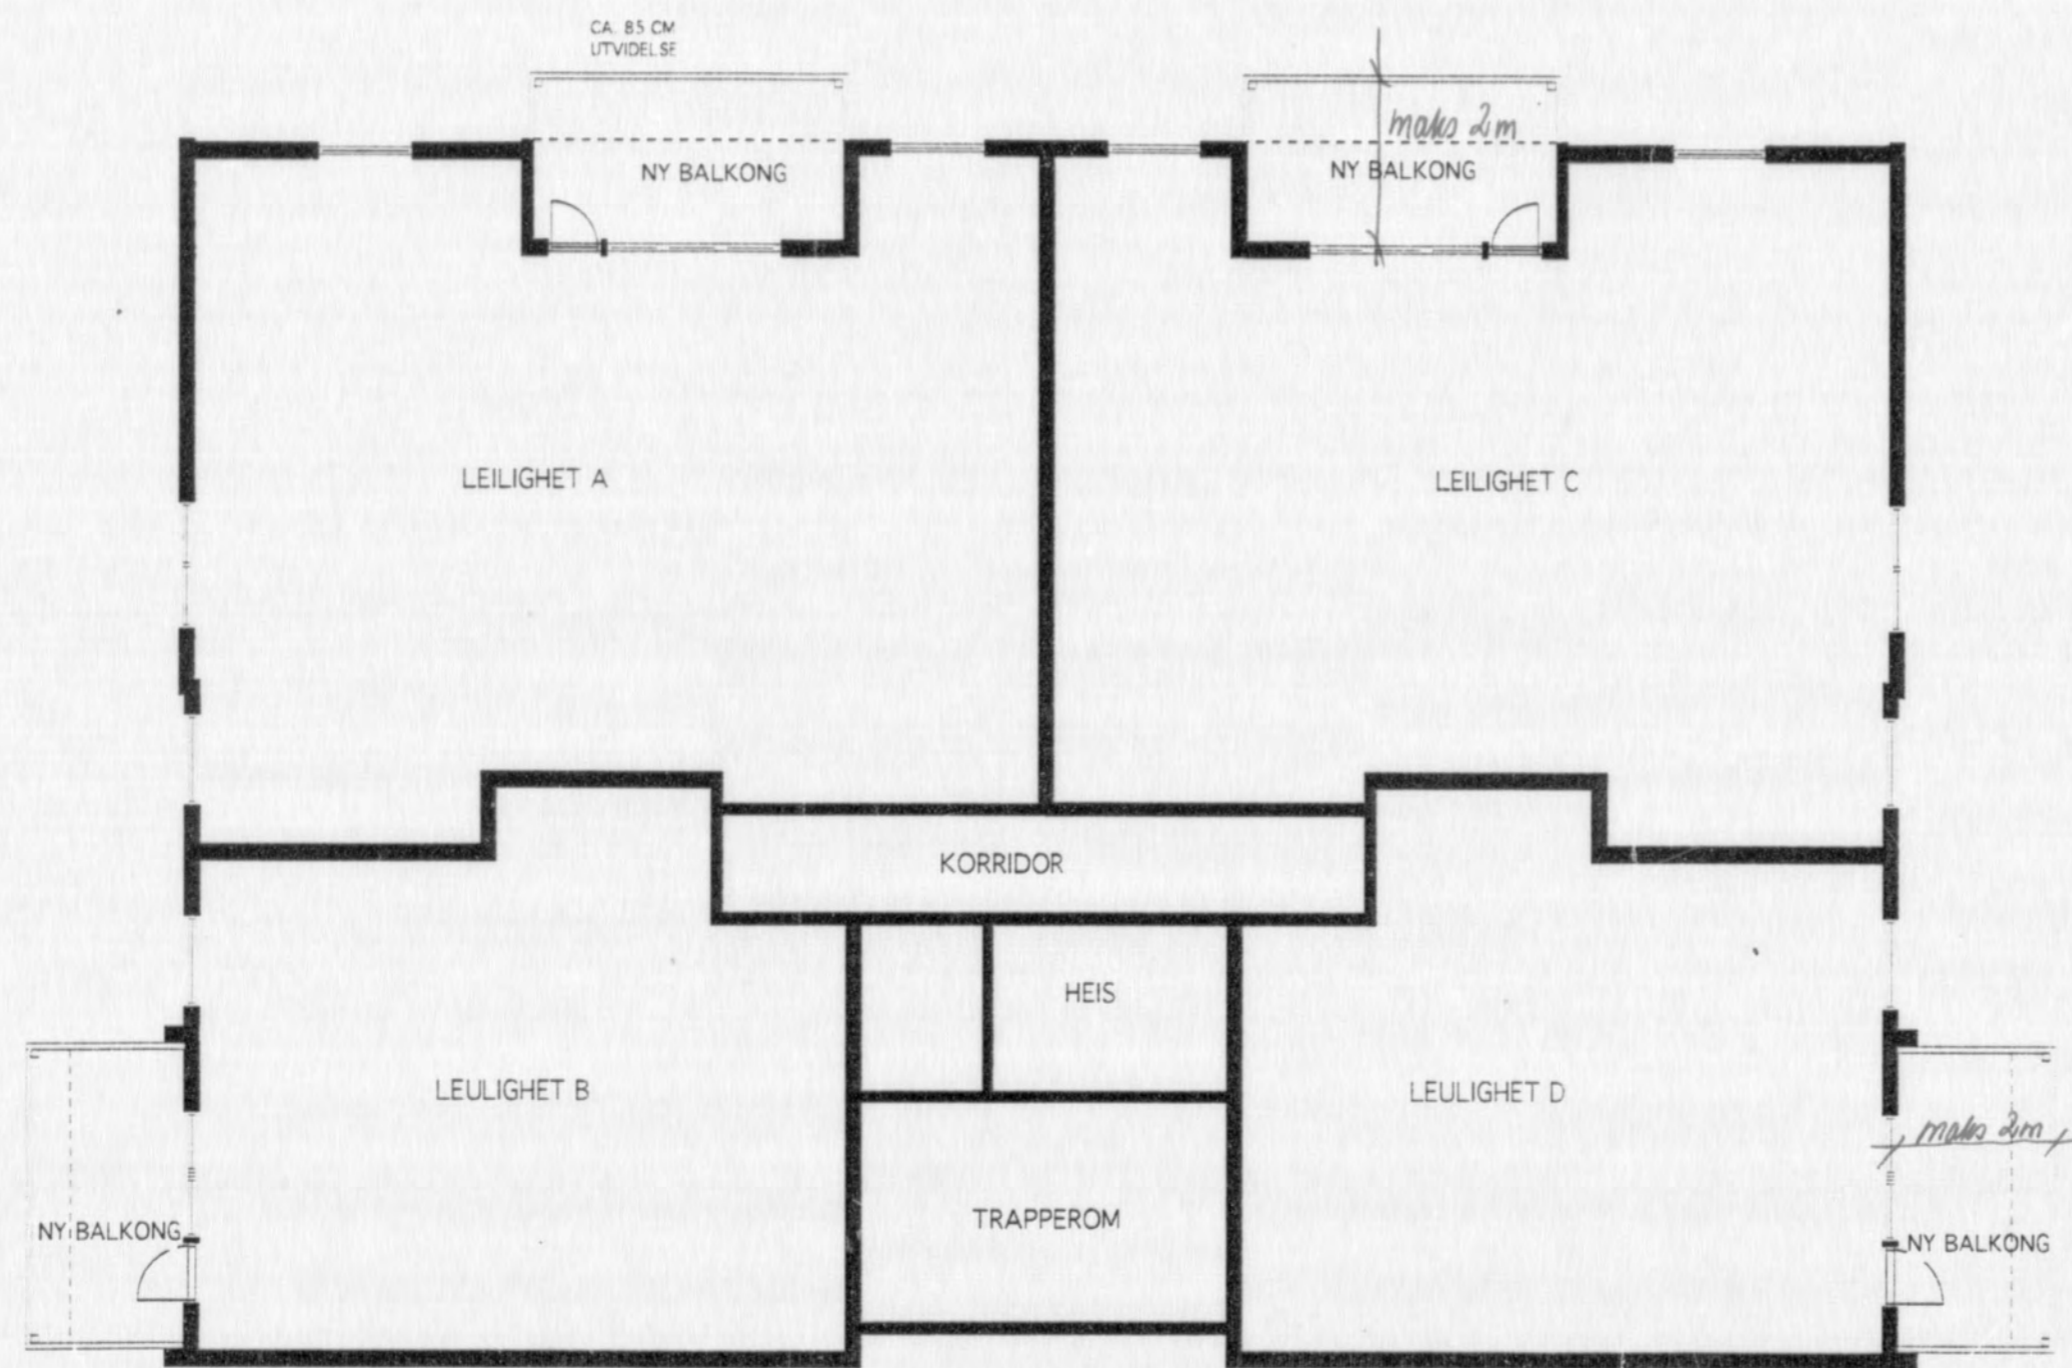 CA. 85 CM
UTVIDELSE
maks 2m
NY BALKONG
NY BALKONG
LEILIGHET A
LEILIGHET C
KORRIDOR
HEIS
LEULIGHET B
LEULIGHET D
maks 2m
TRAPPEROM
NY BALKONG
NY BALKONG